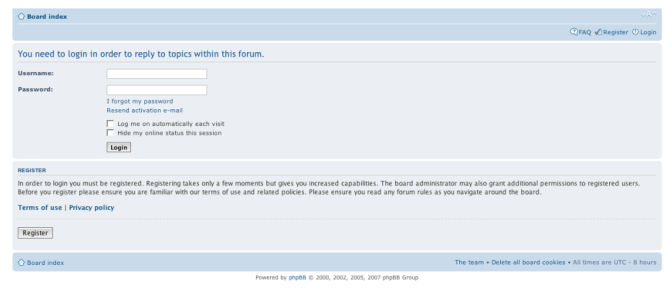 Board index
FAQ Register Login
You need to login in order to reply to topics within this forum.
Username:
Password:
I forgot my password
Resend activation e-mail
Log me on automatically each visit
Hide my online status this session
Login
REGISTER
In order to login you must be registered. Registering takes only a few moments but gives you increased capabilities. The board administrator may also grant additional permissions to registered users.
Before you register please ensure you are familiar with our terms of use and related policies. Please ensure you read any forum rules as you navigate around the board.
Terms of use | Privacy policy
Register
Board index
The team • Delete all board cookies • All times are UTC - 8 hours
Powered by phpBB © 2000, 2002, 2005, 2007 phpBB Group